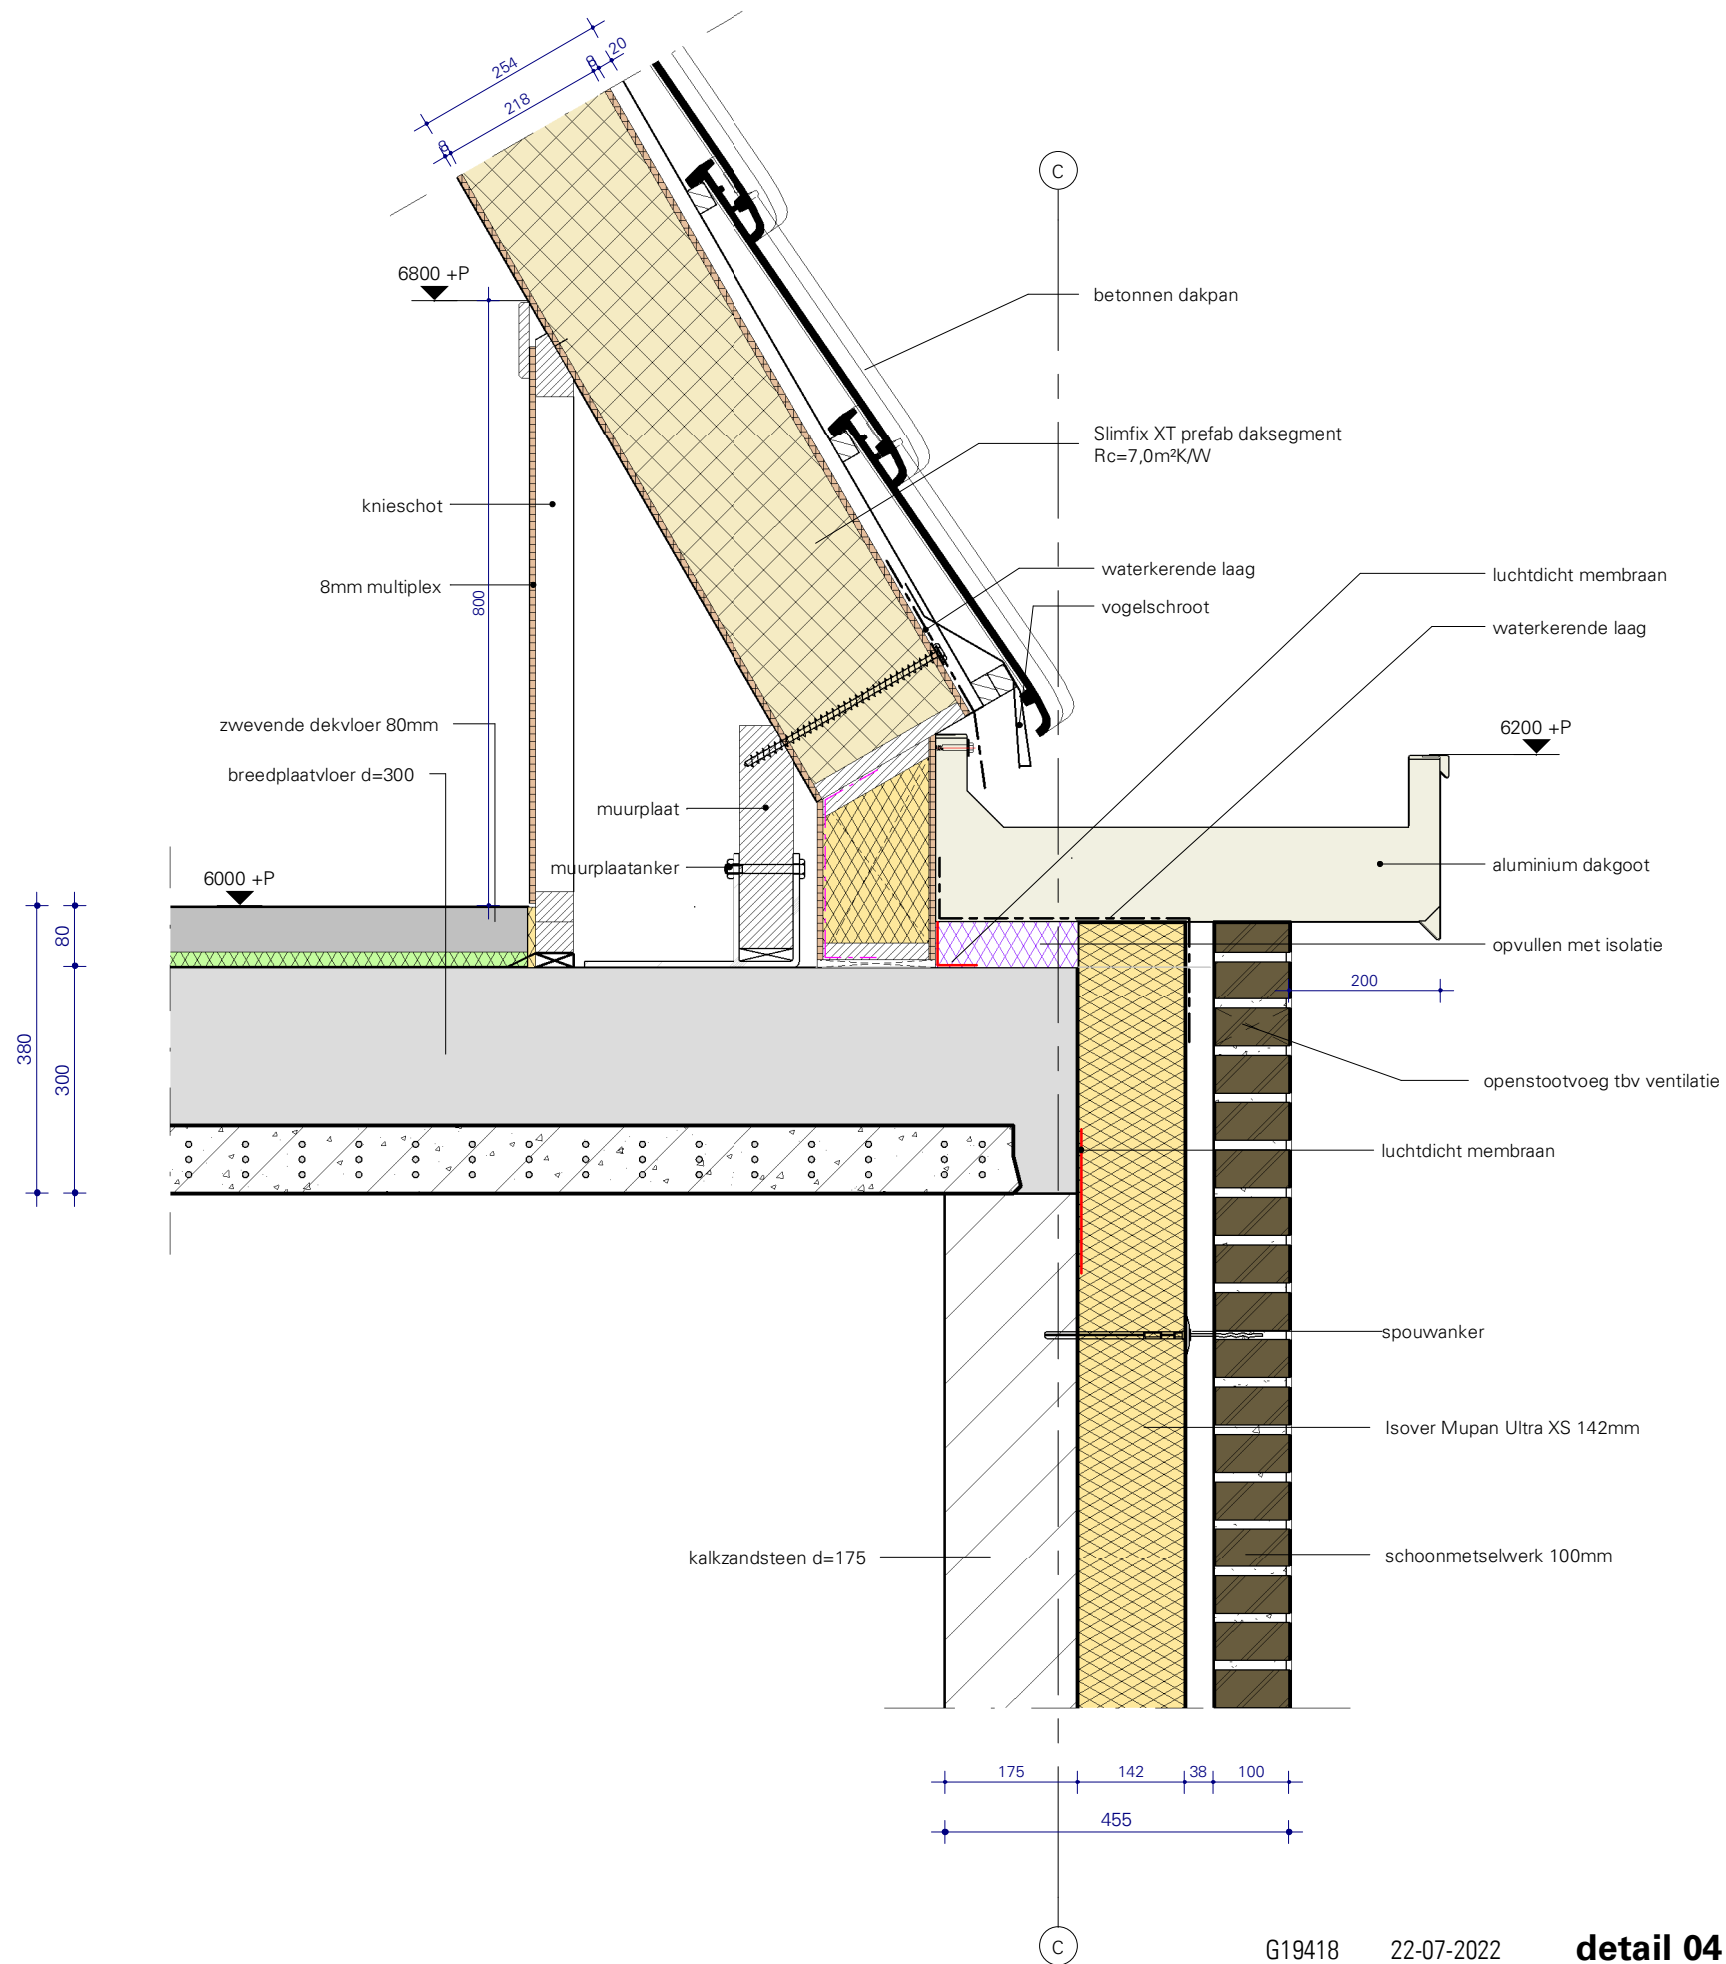 254
218
8
8
20
C
6800 +P
betonnen dakpan
Slimfix XT prefab daksegment
Rc=7,0m²K/W
knieschot
8mm multiplex
800
waterkerende laag
vogelschroot
luchtdicht membraan
waterkerende laag
zwevende dekvloer 80mm
breedplaatvloer d=300
6200 +P
muurplaat
muurplaatanker
aluminium dakgoot
6000 +P
80
380
300
opvullen met isolatie
200
openstootvoeg tbv ventilatie
luchtdicht membraan
spouwanker
Isover Mupan Ultra XS 142mm
kalkzandsteen d=175
schoonmetselwerk 100mm
175
142
38
100
455
C
G19418
22-07-2022
detail 04